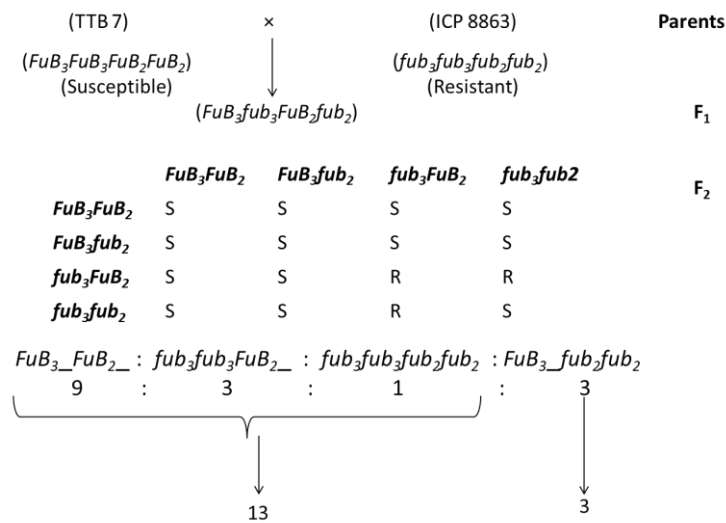 (TTB 7) × (ICP 8863) Parents
(FuB₃FuB₃FuB₂FuB₂) (fub₃fub₃fub₂fub₂)
(Susceptible) (Resistant)
(FuB₃fub₃FuB₂fub₂) F₁
FuB₃FuB₂ FuB₃fub₂ fub₃FuB₂ fub₃fub2 F₂
FuB₃FuB₂ S S S S
FuB₃fub₂ S S S S
fub₃FuB₂ S S R R
fub₃fub₂ S S R S
FuB₃_FuB₂_ : fub₃fub₃FuB₂_ : fub₃fub₃fub₂fub₂ : FuB₃_fub₂fub₂
9 : 3 : 1 : 3
13 3